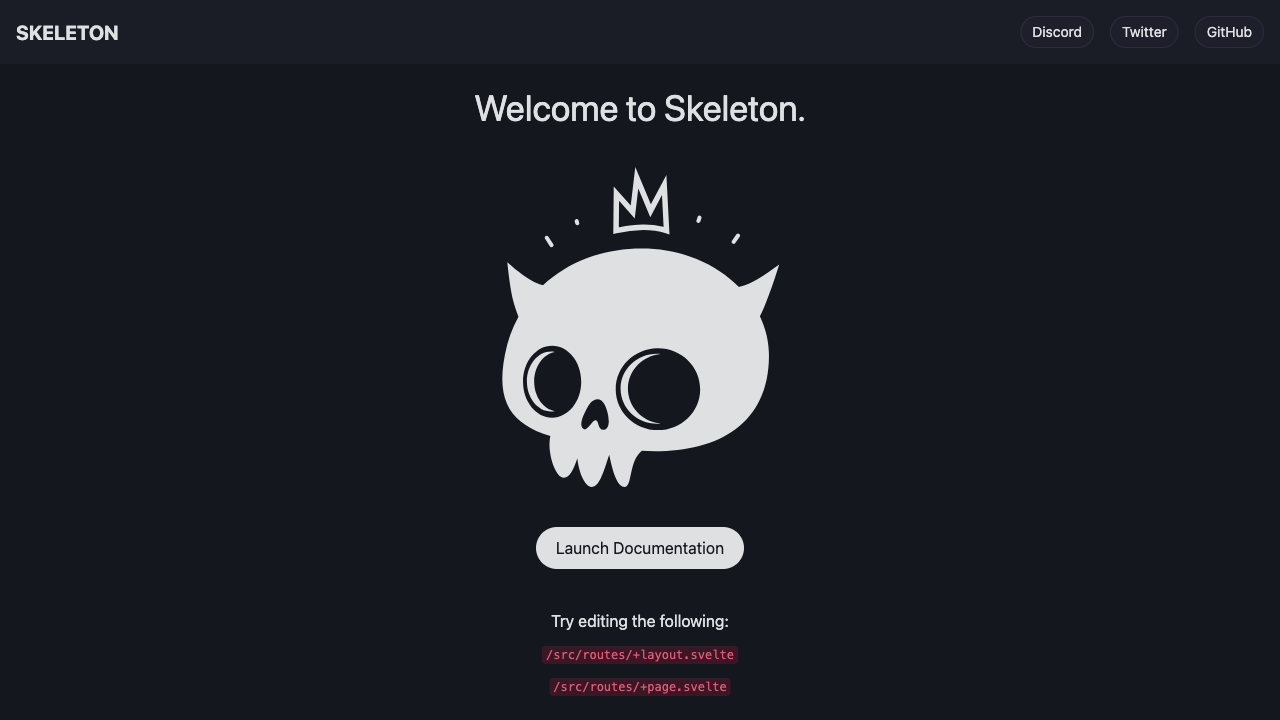 SKELETON
Discord
Twitter
GitHub
Welcome to Skeleton.
Launch Documentation
Try editing the following:
/src/routes/+layout.svelte
/src/routes/+page.svelte